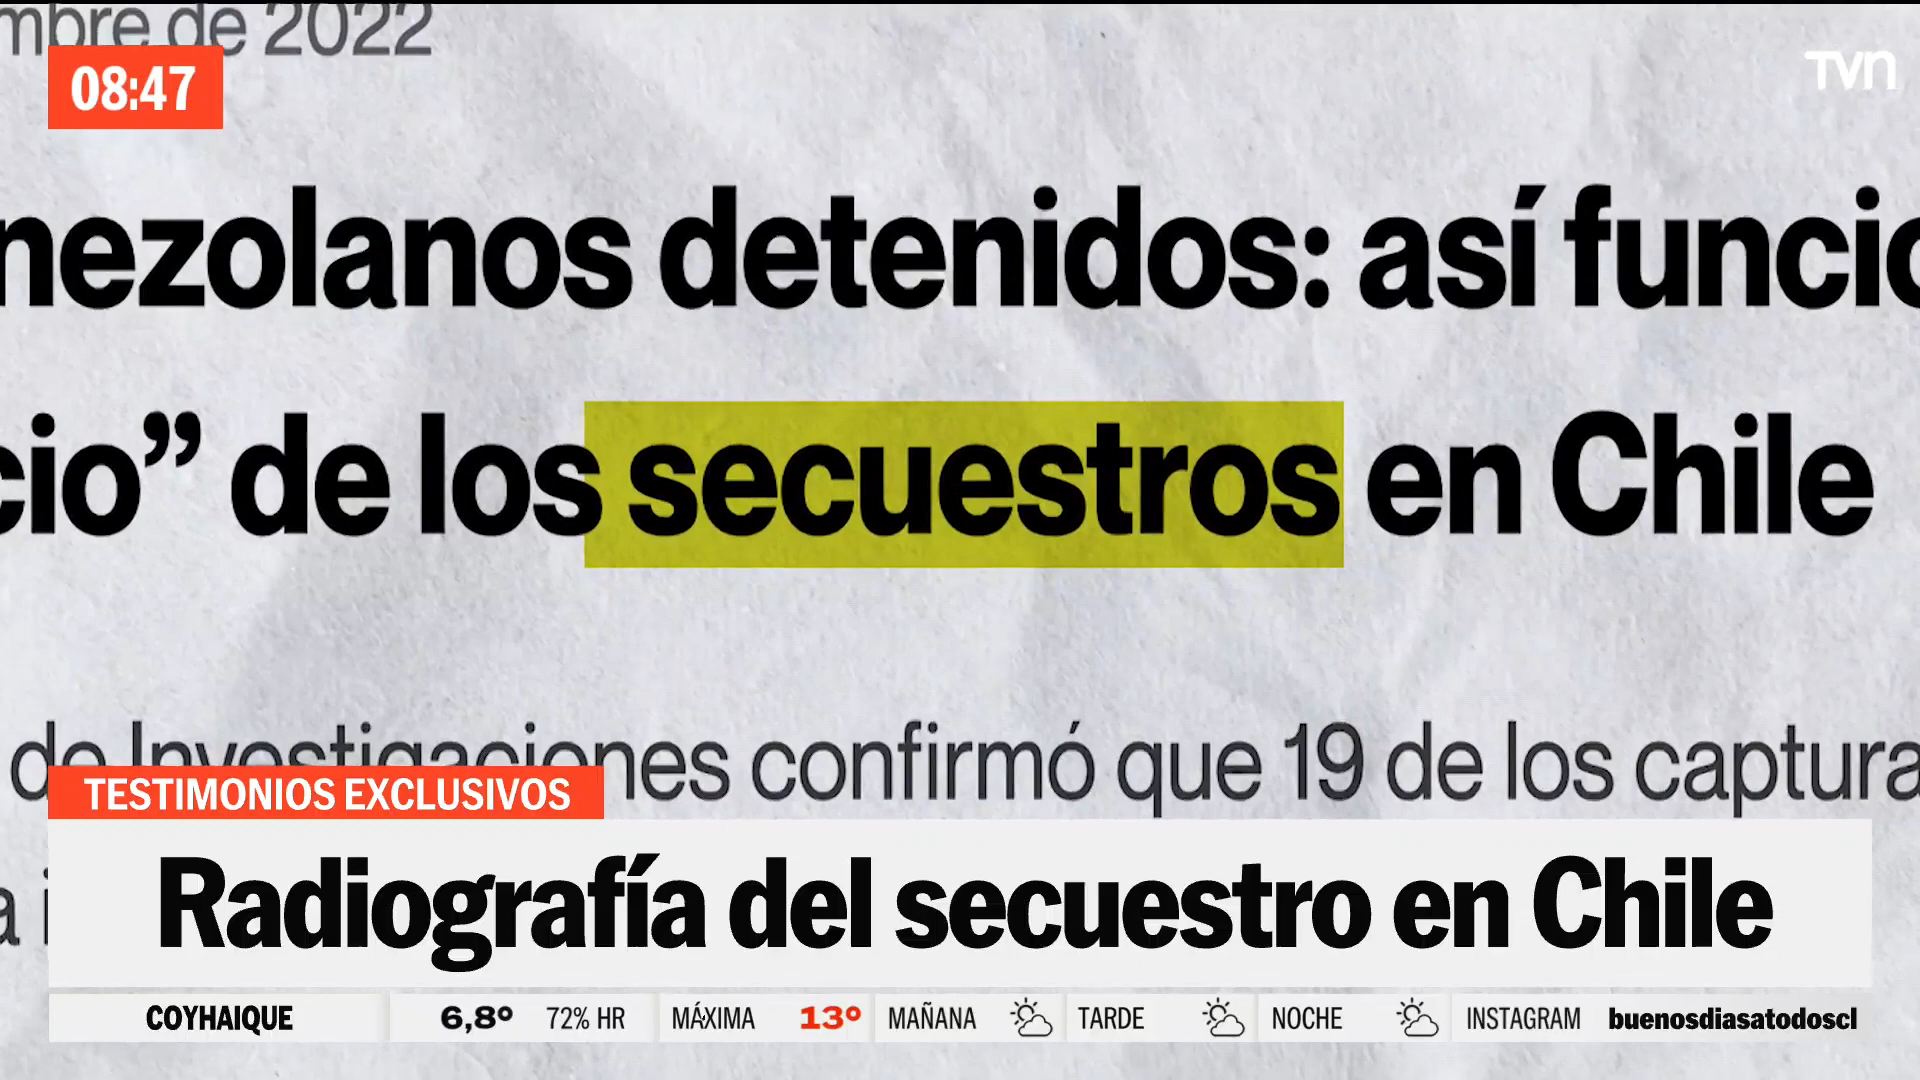 mbre de 2022
08:47
TVN
nezolanos detenidos: así funcio
cio” de los secuestros en Chile
de Investigaciones confirmó que 19 de los captura
TESTIMONIOS EXCLUSIVOS
Radiografía del secuestro en Chile
COYHAIQUE 6,8° 72% HR MÁXIMA 13° MAÑANA TARDE NOCHE INSTAGRAM buenosdiasatodoscl